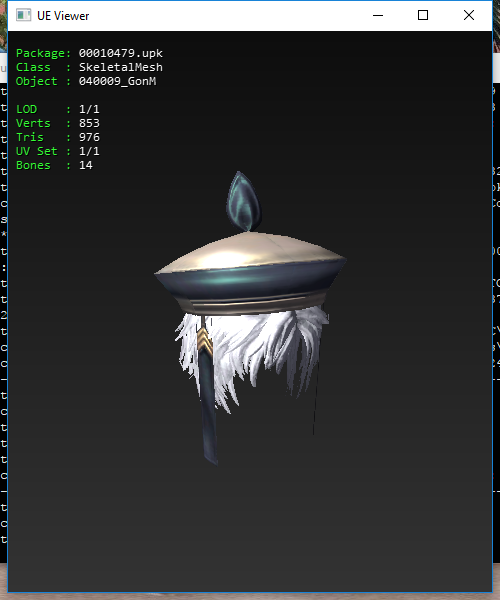 UE Viewer
Package: 00010479.upk
Class : SkeletalMesh
Object : 040009_GonM
LOD : 1/1
Verts : 853
Tris : 976
UV Set : 1/1
Bones : 14